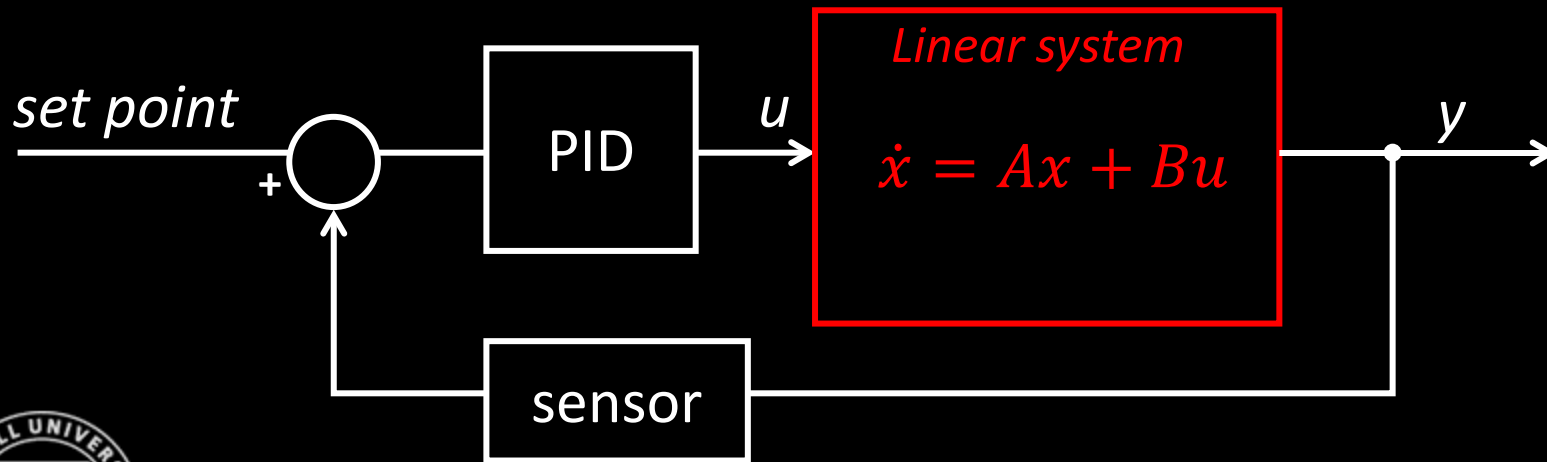 Linear system
set point
+
PID
u
ẋ = Ax + Bu
y
sensor